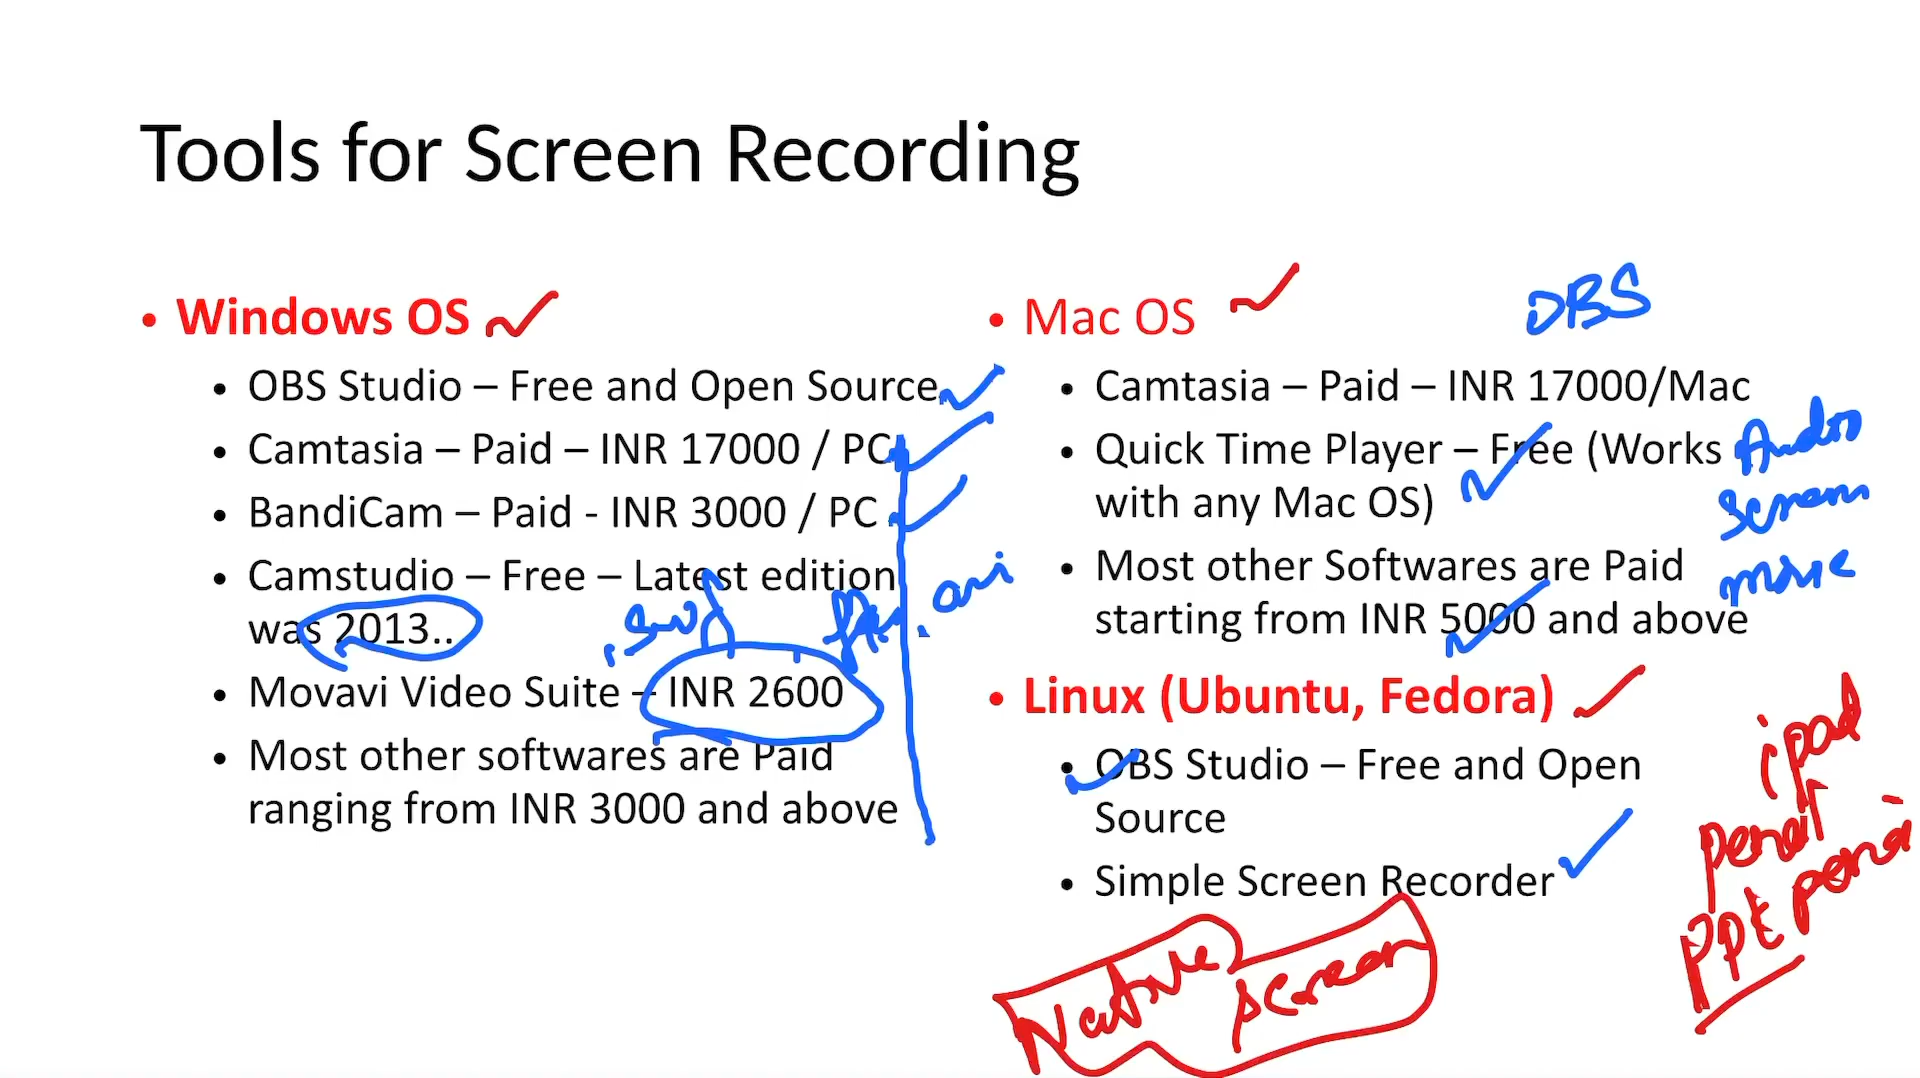 Tools for Screen Recording
• Windows OS
• OBS Studio – Free and Open Source
• Camtasia – Paid – INR 17000 / PC
• BandiCam – Paid - INR 3000 / PC
• Camstudio – Free – Latest edition
was 2013..
• Movavi Video Suite – INR 2600
• Most other softwares are Paid
ranging from INR 3000 and above
.avi
• Mac OS
OBS
• Camtasia – Paid – INR 17000/Mac
• Quick Time Player – Free (Works
with any Mac OS)
• Most other Softwares are Paid
starting from INR 5000 and above
Audio
Screen
• Linux (Ubuntu, Fedora)
• OBS Studio – Free and Open
Source
• Simple Screen Recorder
ipad
pencil
PPt
Native Screen